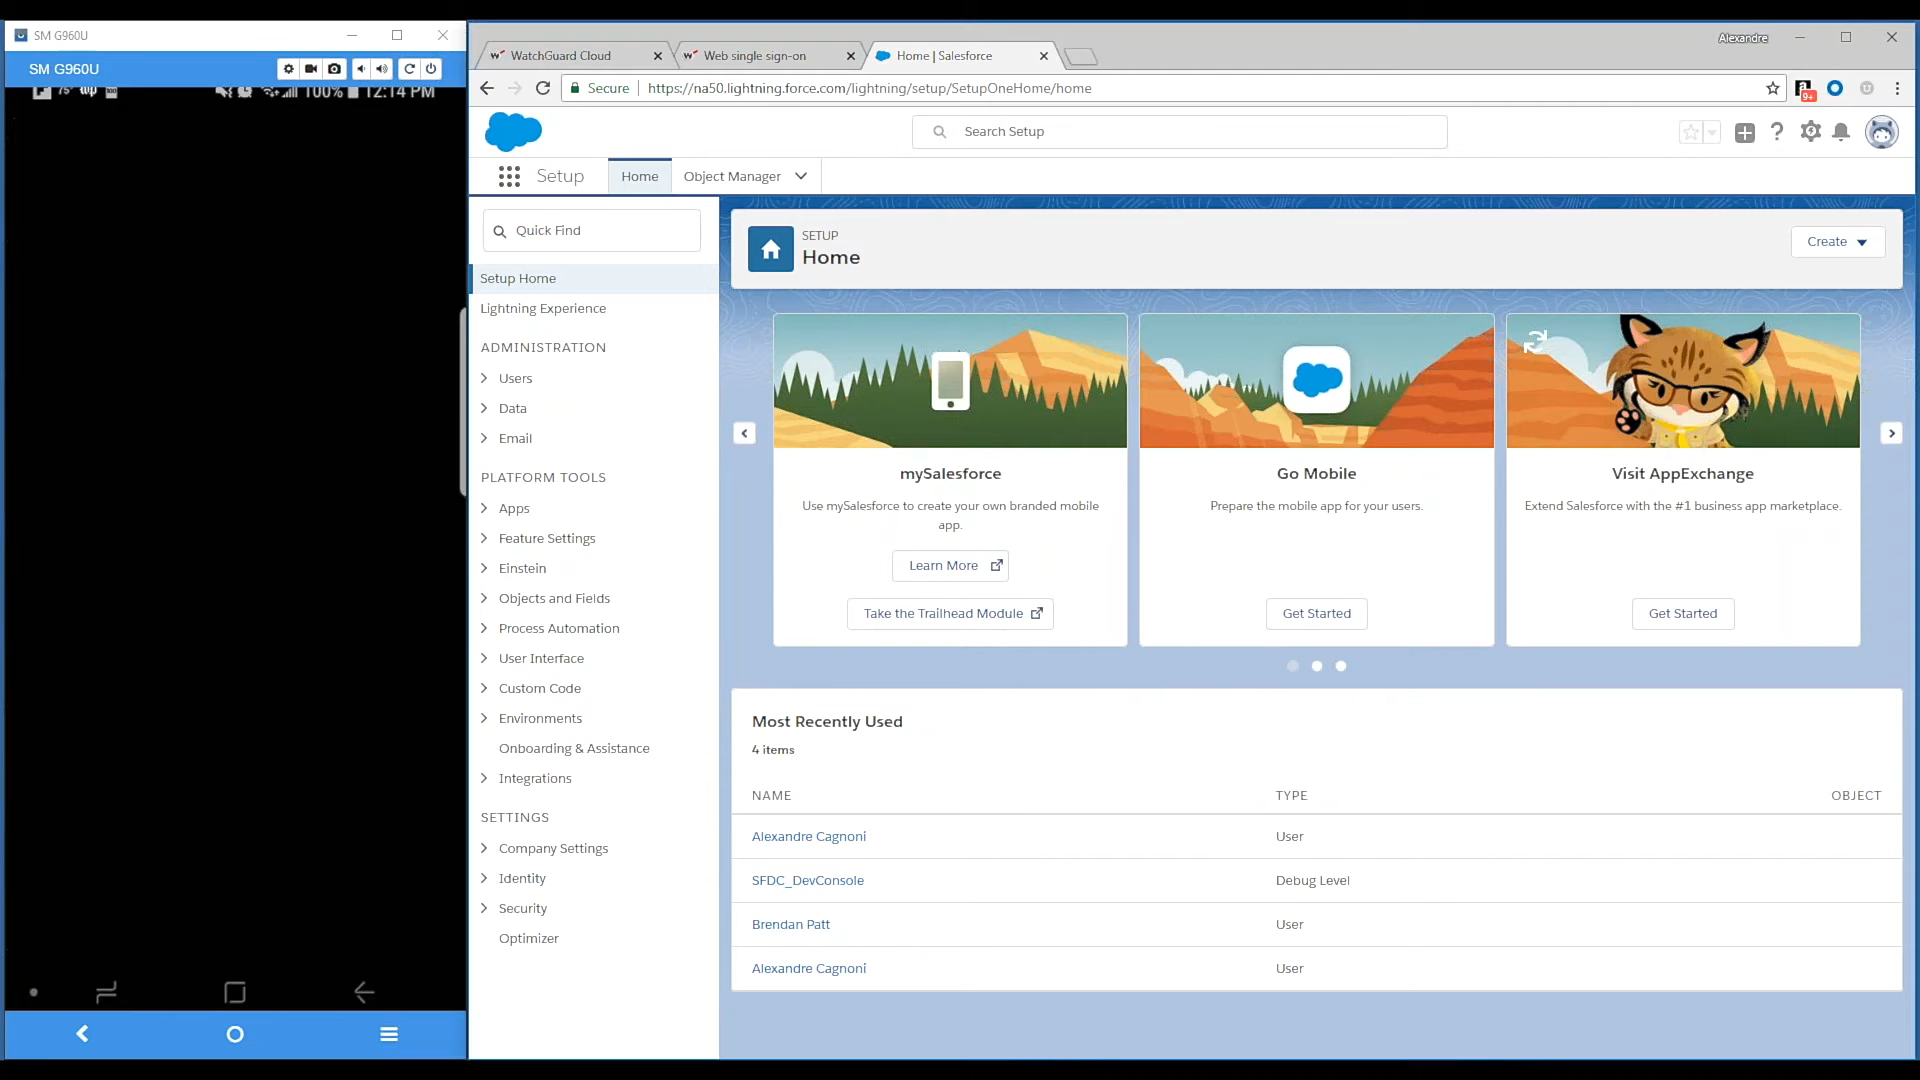 SM G960U
SM G960U
75° 100% 12:14 PM
Alexandre
WatchGuard Cloud
Web single sign-on
Home | Salesforce
Secure https://na50.lightning.force.com/lightning/setup/SetupOneHome/home
9+
Search Setup
Setup
Home
Object Manager
Quick Find
Setup Home
Lightning Experience
ADMINISTRATION
Users
Data
Email
PLATFORM TOOLS
Apps
Feature Settings
Einstein
Objects and Fields
Process Automation
User Interface
Custom Code
Environments
Onboarding & Assistance
Integrations
SETTINGS
Company Settings
Identity
Security
Optimizer
SETUP
Home
Create
mySalesforce
Use mySalesforce to create your own branded mobile
app.
Learn More
Take the Trailhead Module
Go Mobile
Prepare the mobile app for your users.
Get Started
Visit AppExchange
Extend Salesforce with the #1 business app marketplace.
Get Started
Most Recently Used
4 items
NAME TYPE OBJECT
Alexandre Cagnoni User
SFDC_DevConsole Debug Level
Brendan Patt User
Alexandre Cagnoni User